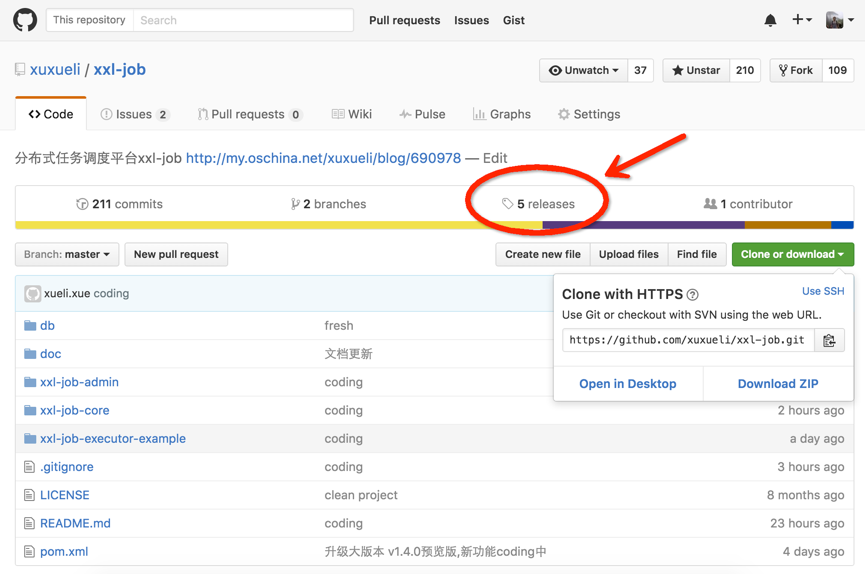 This repository Search Pull requests Issues Gist
xuxueli / xxl-job Unwatch 37 Unstar 210 Fork 109
Code Issues 2 Pull requests 0 Wiki Pulse Graphs Settings
分布式任务调度平台xxl-job http://my.oschina.net/xuxueli/blog/690978 — Edit
211 commits 2 branches 5 releases 1 contributor
Branch: master New pull request Create new file Upload files Find file Clone or download
xueli.xue coding
Clone with HTTPS ? Use SSH
Use Git or checkout with SVN using the web URL.
https://github.com/xuxueli/xxl-job.git
Open in Desktop Download ZIP
db fresh
doc 文档更新
xxl-job-admin coding
xxl-job-core coding 2 hours ago
xxl-job-executor-example coding a day ago
.gitignore coding 3 hours ago
LICENSE clean project 8 months ago
README.md coding 23 hours ago
pom.xml 升级大版本 v1.4.0预览版,新功能coding中 4 days ago